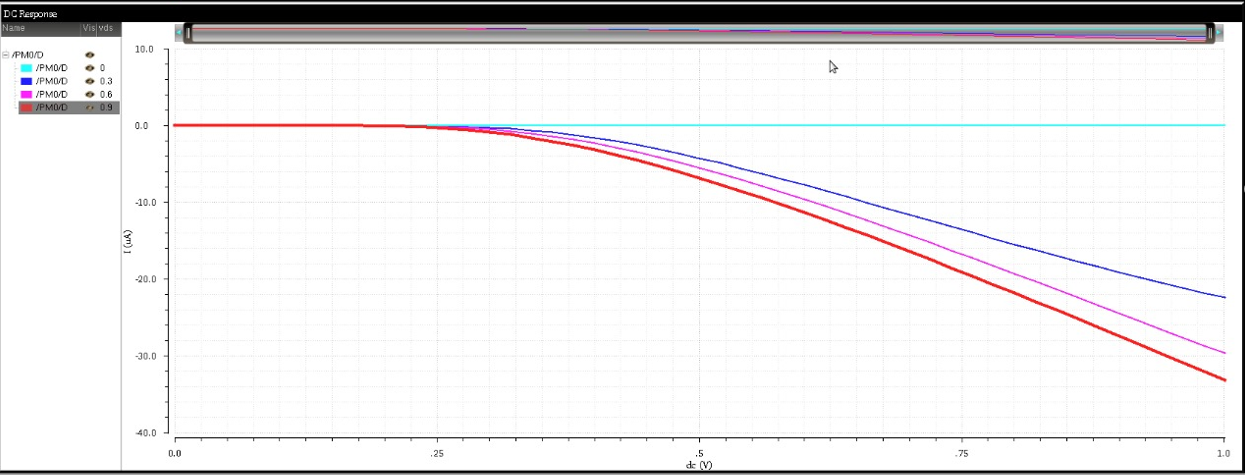 DC Response
Name Vis vds
/PM0/D
/PM0/D 0
/PM0/D 0.3
/PM0/D 0.6
/PM0/D 0.9
10.0
0.0
-10.0
-20.0
-30.0
-40.0
I (uA)
0.0 .25 .5 .75 1.0
dc (V)